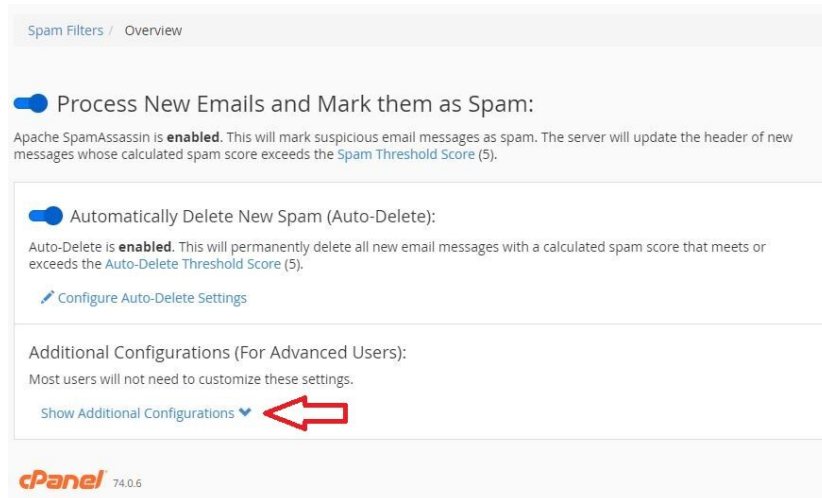 Spam Filters / Overview
Process New Emails and Mark them as Spam:
Apache SpamAssassin is enabled. This will mark suspicious email messages as spam. The server will update the header of new
messages whose calculated spam score exceeds the Spam Threshold Score (5).
Automatically Delete New Spam (Auto-Delete):
Auto-Delete is enabled. This will permanently delete all new email messages with a calculated spam score that meets or
exceeds the Auto-Delete Threshold Score (5).
Configure Auto-Delete Settings
Additional Configurations (For Advanced Users):
Most users will not need to customize these settings.
Show Additional Configurations
cPanel 74.0.6